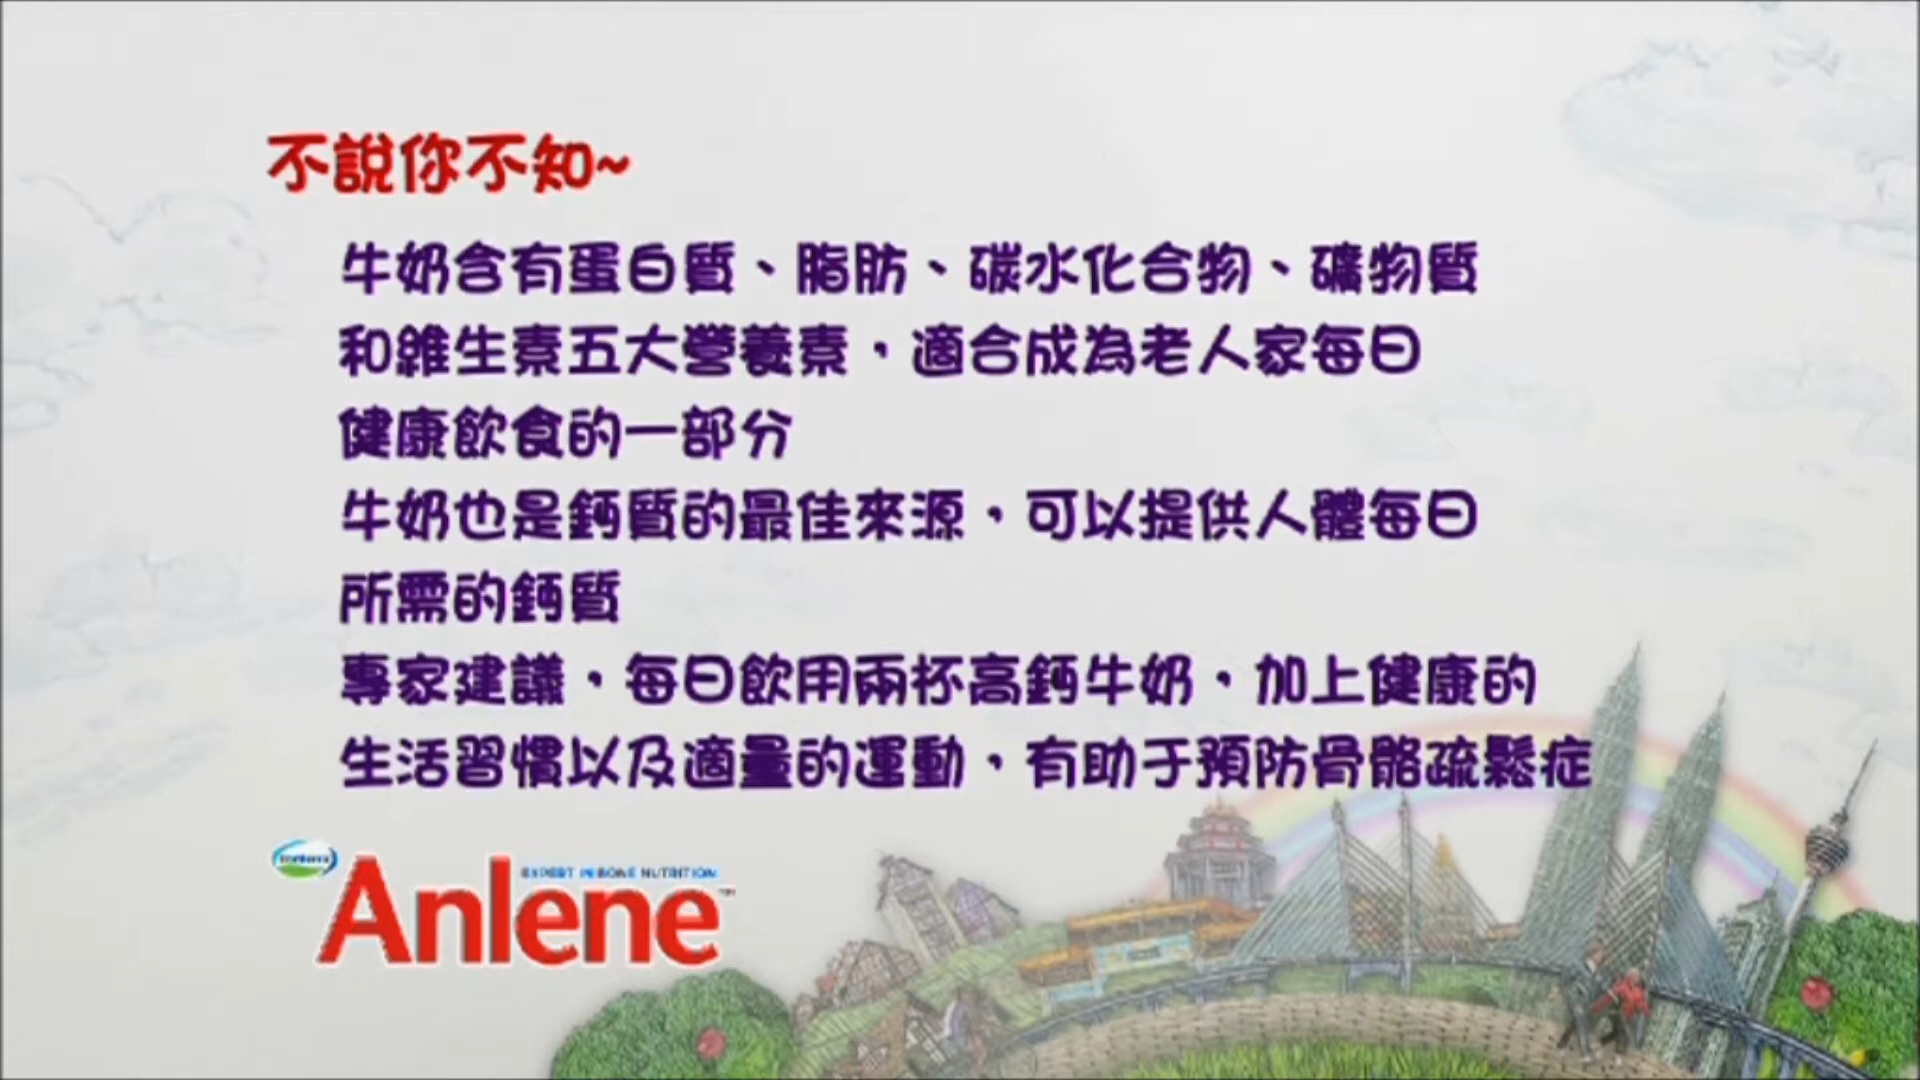 不說你不知~
牛奶含有蛋白質、脂肪、碳水化合物、礦物質
和維生素五大營養素，適合成為老人家每日
健康飲食的一部分
牛奶也是鈣質的最佳來源，可以提供人體每日
所需的鈣質
專家建議，每日飲用兩杯高鈣牛奶，加上健康的
生活習慣以及適量的運動，有助于預防骨骼疏鬆症
EXPERT IN BONE NUTRITION
Anlene™